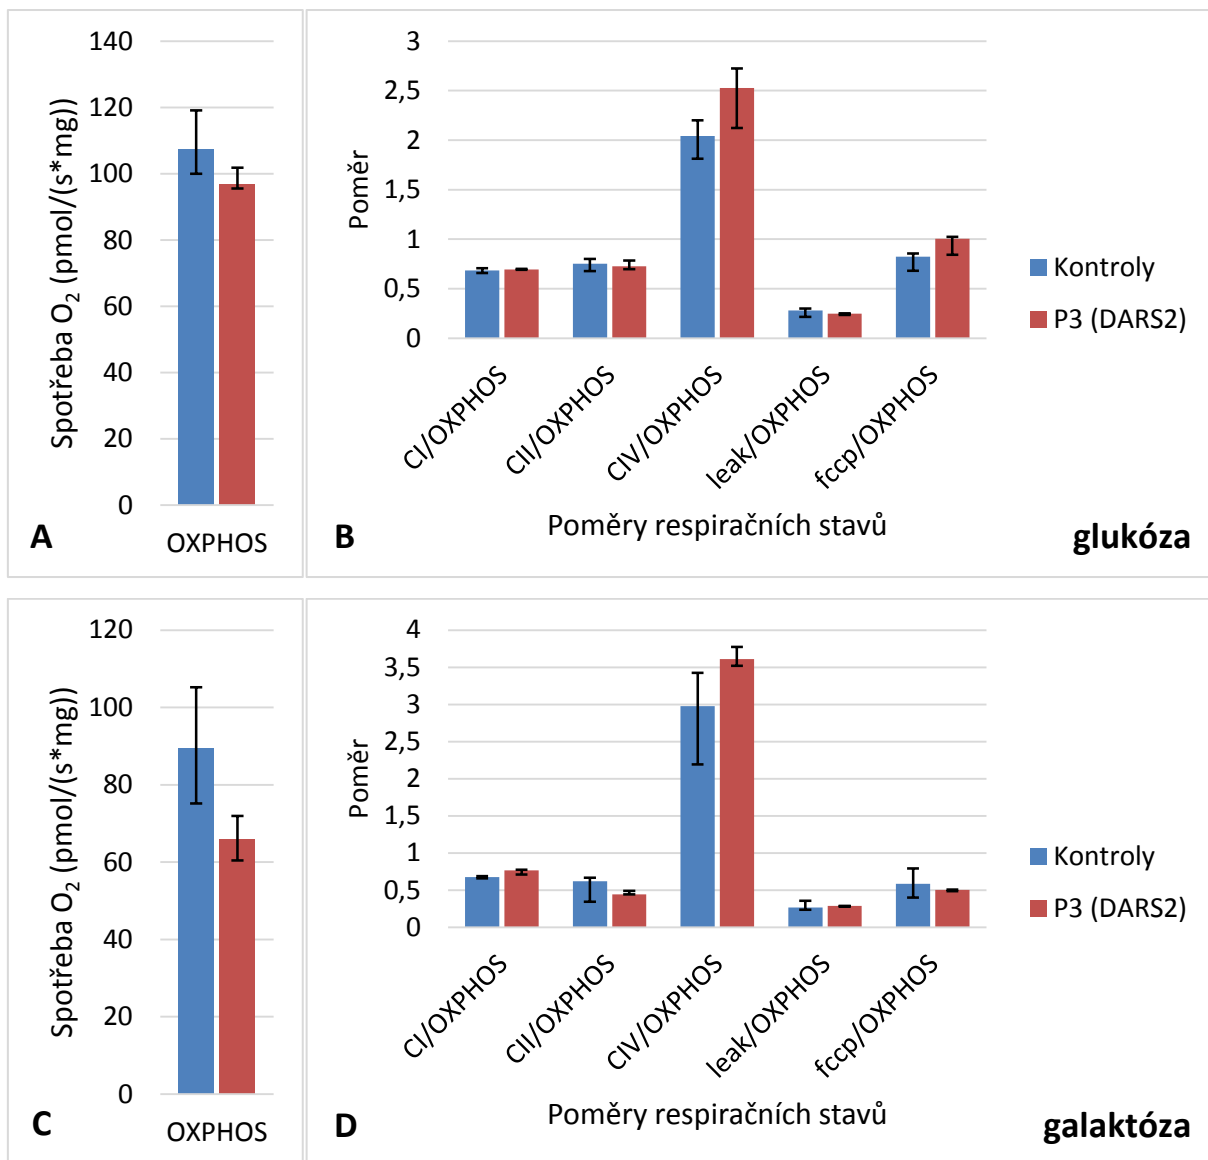 140
120
100
80
60
40
20
0
Spotřeba O₂ (pmol/(s*mg))
OXPHOS
A
3
2,5
2
1,5
1
0,5
0
Poměr
CI/OXPHOS
CII/OXPHOS
CIV/OXPHOS
leak/OXPHOS
fccp/OXPHOS
Poměry respiračních stavů
Kontroly
P3 (DARS2)
B
glukóza
120
100
80
60
40
20
0
Spotřeba O₂ (pmol/(s*mg))
OXPHOS
C
4
3,5
3
2,5
2
1,5
1
0,5
0
Poměr
CI/OXPHOS
CII/OXPHOS
CIV/OXPHOS
leak/OXPHOS
fccp/OXPHOS
Poměry respiračních stavů
Kontroly
P3 (DARS2)
D
galaktóza